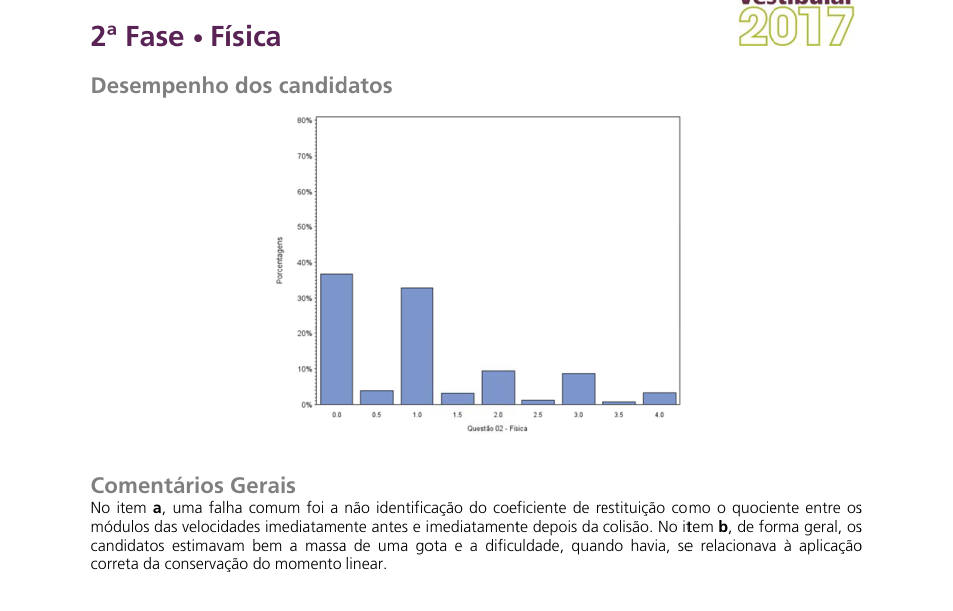 Vestibular
2ª Fase • Física
2017
Desempenho dos candidatos
80%
70%
60%
50%
40%
30%
20%
10%
0%
Porcentagens
0.0 0.5 1.0 1.5 2.0 2.5 3.0 3.5 4.0
Questão 02 - Física
Comentários Gerais
No item a, uma falha comum foi a não identificação do coeficiente de restituição como o quociente entre os
módulos das velocidades imediatamente antes e imediatamente depois da colisão. No item b, de forma geral, os
candidatos estimavam bem a massa de uma gota e a dificuldade, quando havia, se relacionava à aplicação
correta da conservação do momento linear.